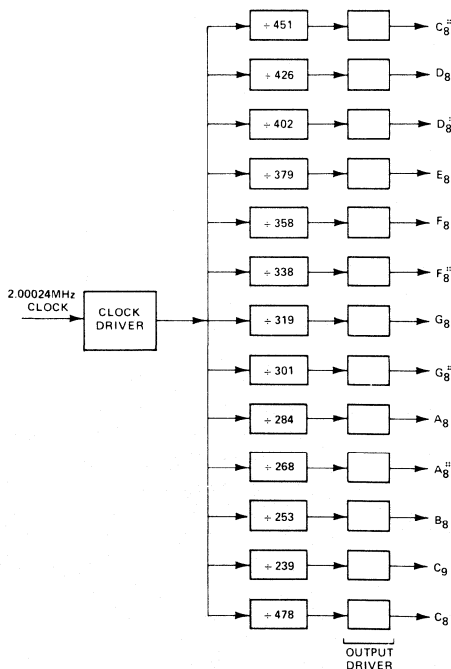 ÷ 451 C♯8
÷ 426 D8
÷ 402 D♯8
÷ 379 E8
÷ 358 F8
÷ 338 F♯8
2.00024MHz
CLOCK
CLOCK
DRIVER
÷ 319 G8
÷ 301 G♯8
÷ 284 A8
÷ 268 A♯8
÷ 253 B8
÷ 239 C9
÷ 478 C8
OUTPUT
DRIVER